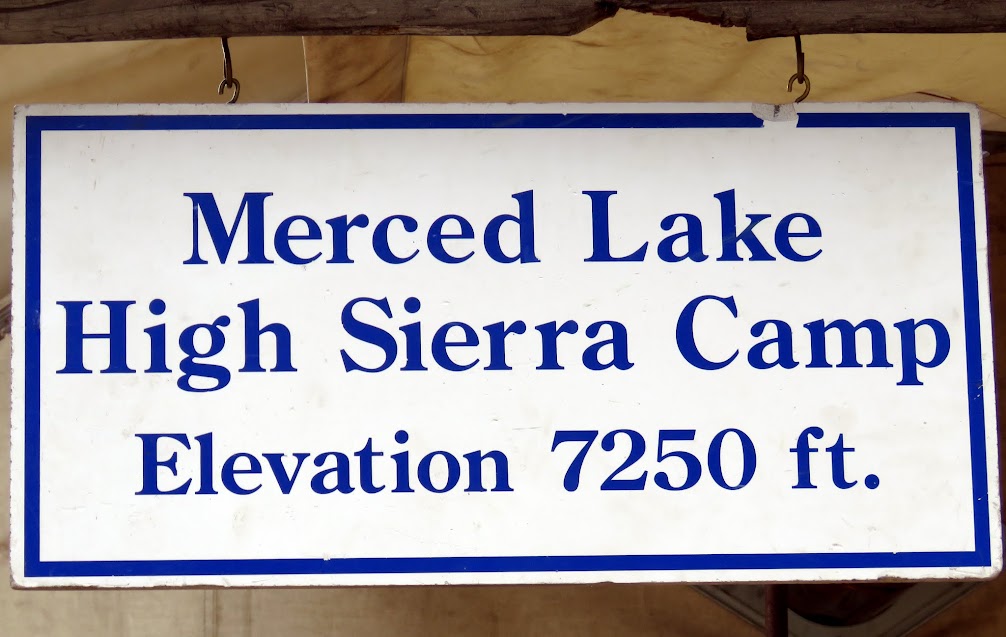 Merced Lake
High Sierra Camp
Elevation 7250 ft.